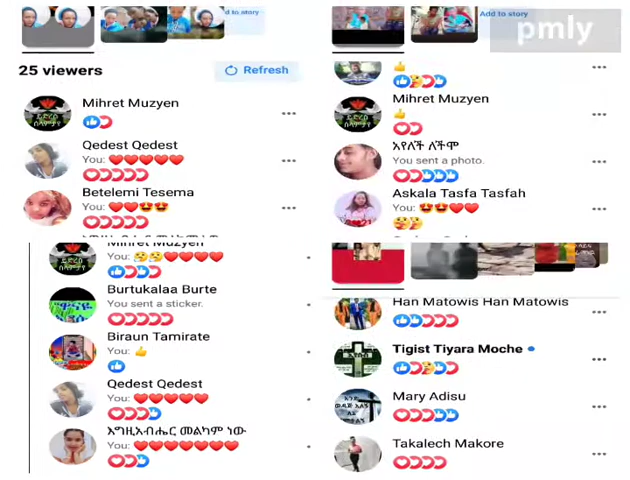 to story
25 viewers
Refresh
Mihret Muzyen
Qedest Qedest
You:
Betelemi Tesema
You:
Mihret Muzyen
You:
Burtukalaa Burte
You sent a sticker.
Biraun Tamirate
You:
Qedest Qedest
You:
እግዚአብሔር መልካም ነው
You:
Add to story
pmly
Mihret Muzyen
አየለች ለችሞ
You sent a photo.
Askala Tasfa Tasfah
You:
Han Matowis Han Matowis
Tigist Tiyara Moche
Mary Adisu
Takalech Makore